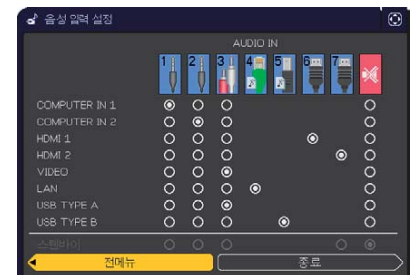 음성 입력 설정
AUDIO IN
1 2 3 4 5 6 7
COMPUTER IN 1
COMPUTER IN 2
HDMI 1
HDMI 2
VIDEO
LAN
USB TYPE A
USB TYPE B
스탠바이
전메뉴 종료